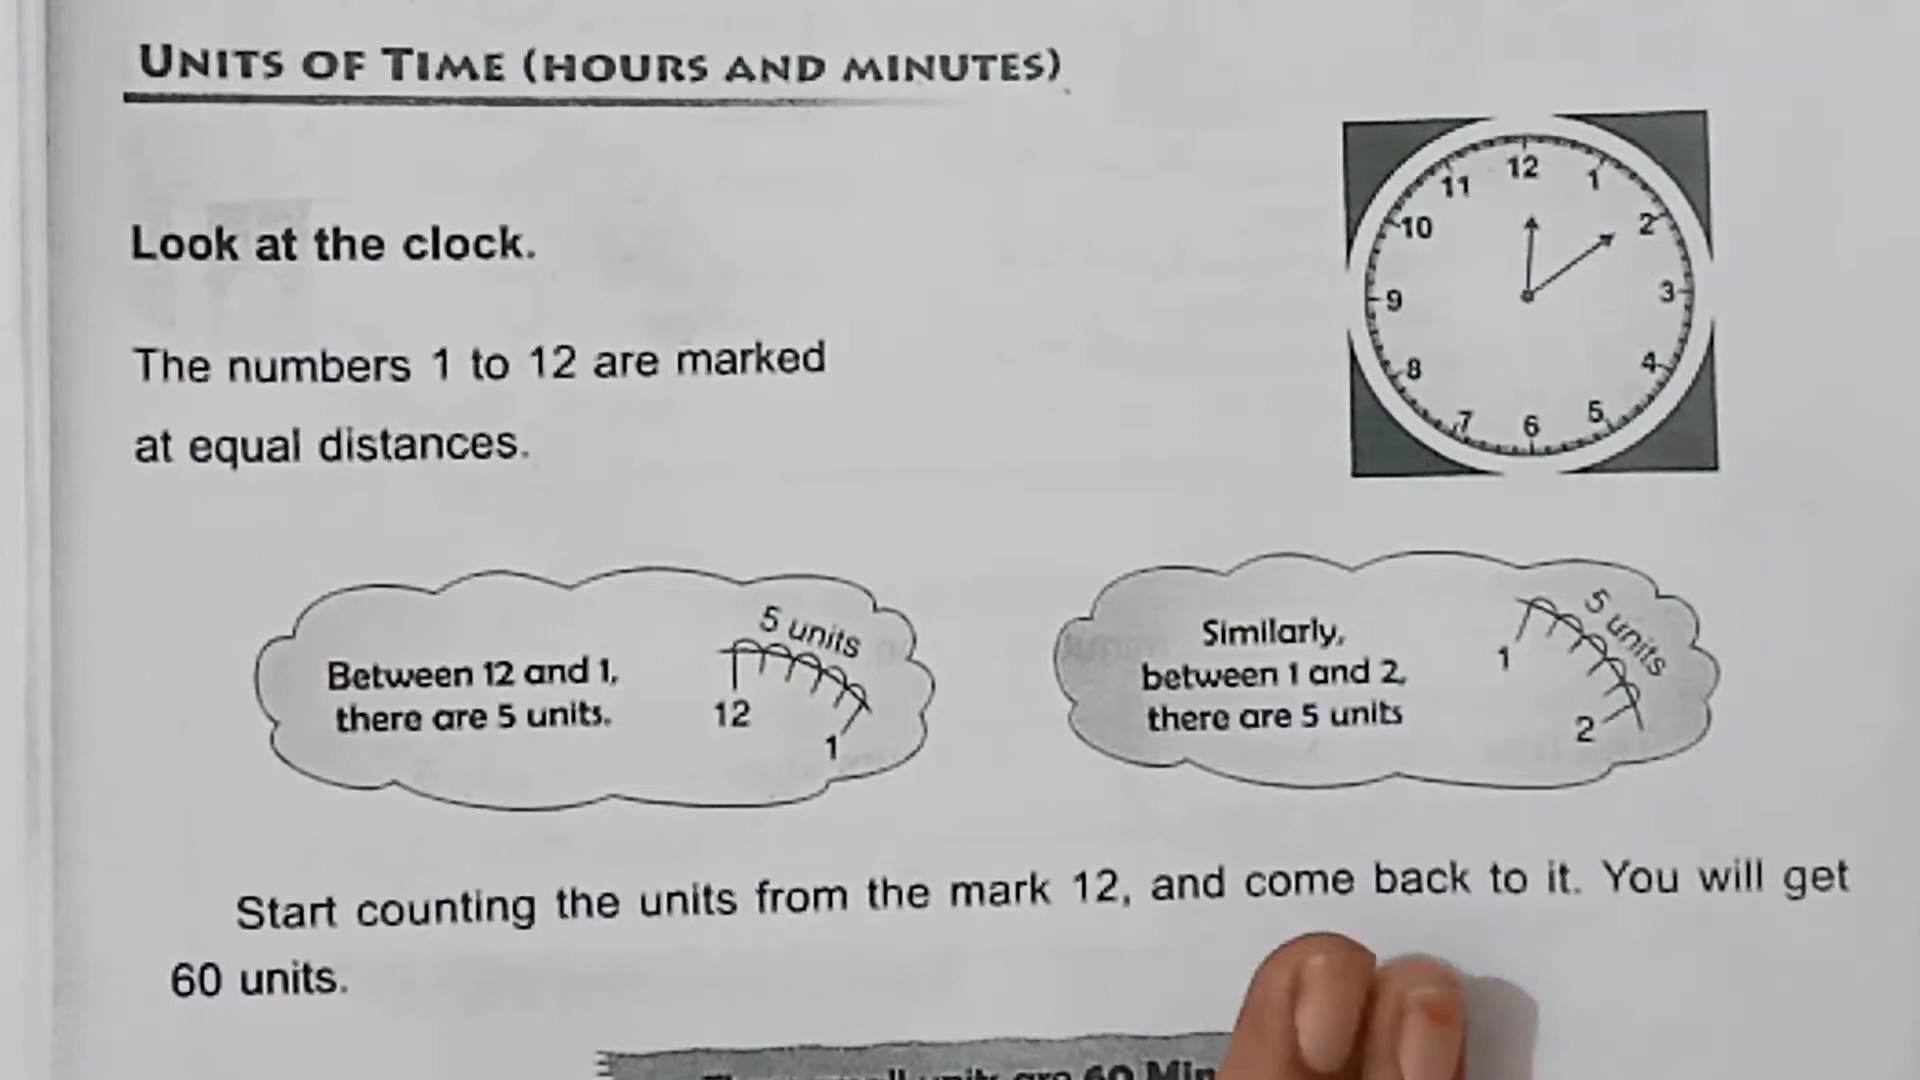 UNITS OF TIME (HOURS AND MINUTES)
Look at the clock.
The numbers 1 to 12 are marked
at equal distances.
12
1
2
3
4
5
6
7
8
9
10
11
Between 12 and 1,
there are 5 units.
5 units
12
1
Similarly,
between 1 and 2,
there are 5 units
5 units
1
2
Start counting the units from the mark 12, and come back to it. You will get
60 units.
are 60 Min